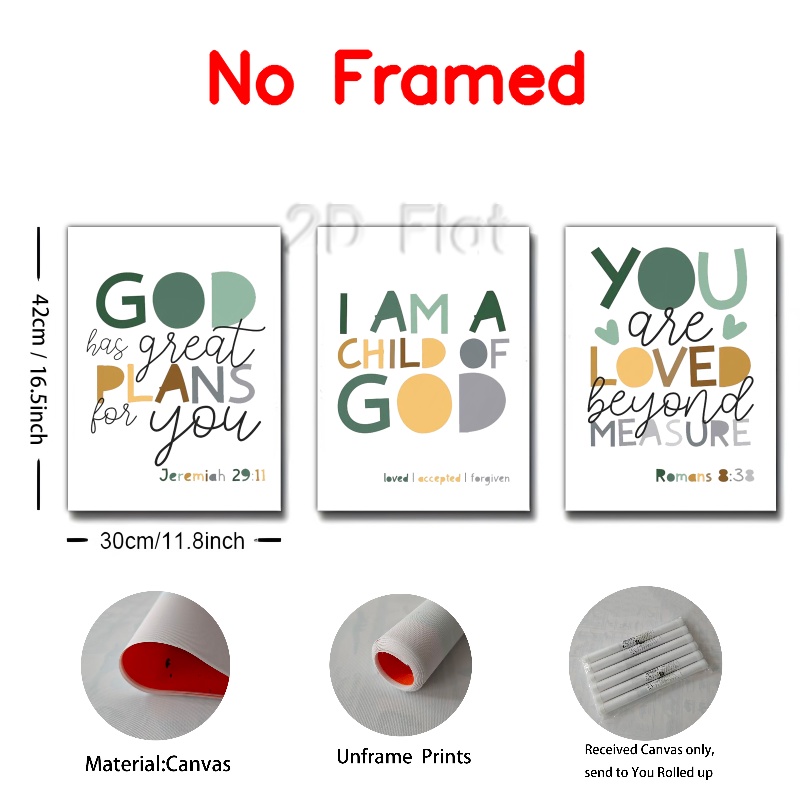 No Framed
2D Flat
42cm / 16.5inch
GOD
has great
PLANS
for you
Jeremiah 29:11
I AM A
CHILD OF
GOD
loved | accepted | forgiven
YOU
are
LOVED
beyond
MEASURE
Romans 8:38
30cm/11.8inch
Material:Canvas
Unframe Prints
Received Canvas only,
send to You Rolled up